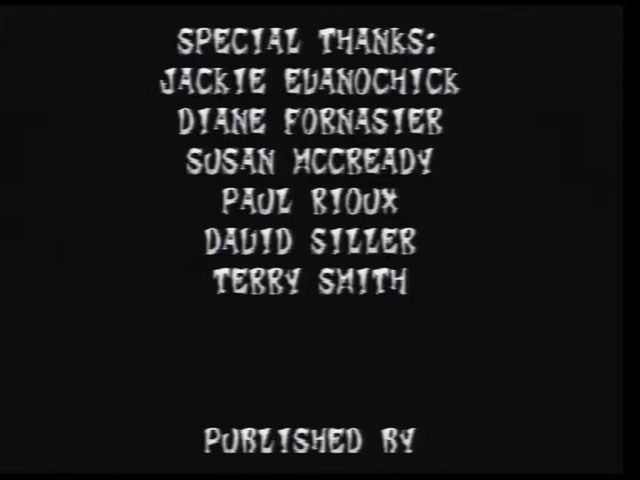 SPECIAL THANKS:
JACKIE EVANOCHICK
DIANE FORNASIER
SUSAN MCCREADY
PAUL RIOUX
DAVID SILLER
TERRY SMITH
PUBLISHED BY